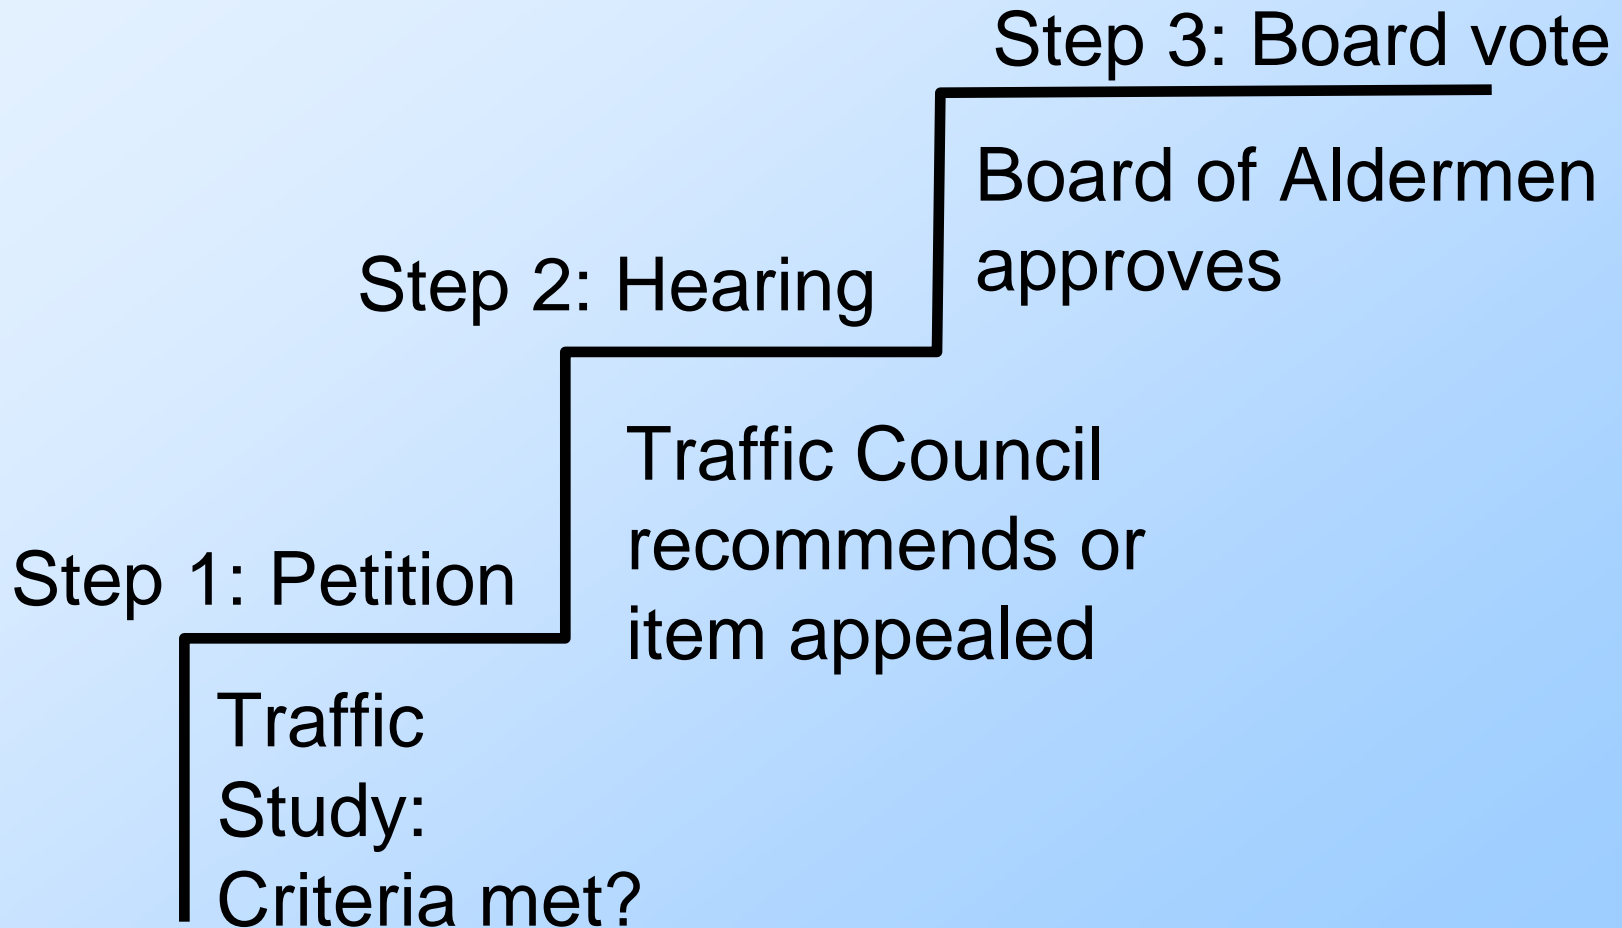 Step 3: Board vote
Board of Aldermen
approves
Step 2: Hearing
Traffic Council
recommends or
item appealed
Step 1: Petition
Traffic
Study:
Criteria met?